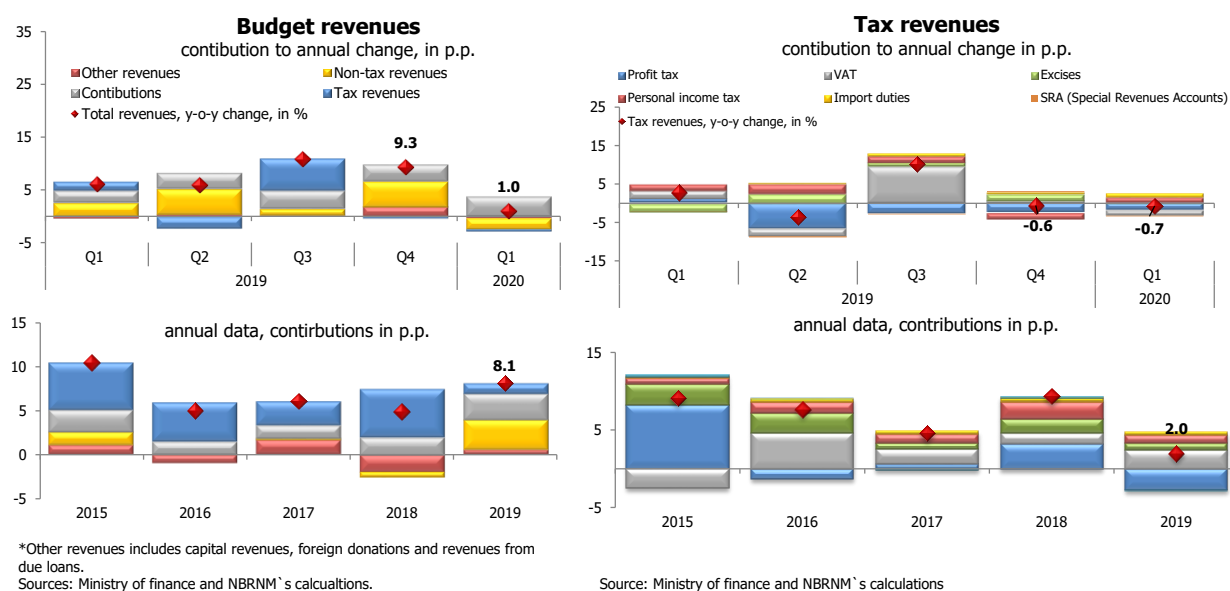 Budget revenues
contibution to annual change, in p.p.
Other revenues
Non-tax revenues
Contibutions
Tax revenues
Total revenues, y-o-y change, in %
35
25
15
5
-5
9.3
1.0
Q1 Q2 Q3 Q4 Q1
2019 2020
annual data, contirbutions in p.p.
15
10
5
0
-5
8.1
2015 2016 2017 2018 2019
*Other revenues includes capital revenues, foreign donations and revenues from
due loans.
Sources: Ministry of finance and NBRNM`s calcualtions.
Tax revenues
contibution to annual change in p.p.
Profit tax
VAT
Excises
Personal income tax
Import duties
SRA (Special Revenues Accounts)
Tax revenues, y-o-y change, in %
25
15
5
-5
-15
-0.6
-0.7
Q1 Q2 Q3 Q4 Q1
2019 2020
annual data, contributions in p.p.
15
5
-5
2.0
2015 2016 2017 2018 2019
Source: Ministry of finance and NBRNM`s calculations